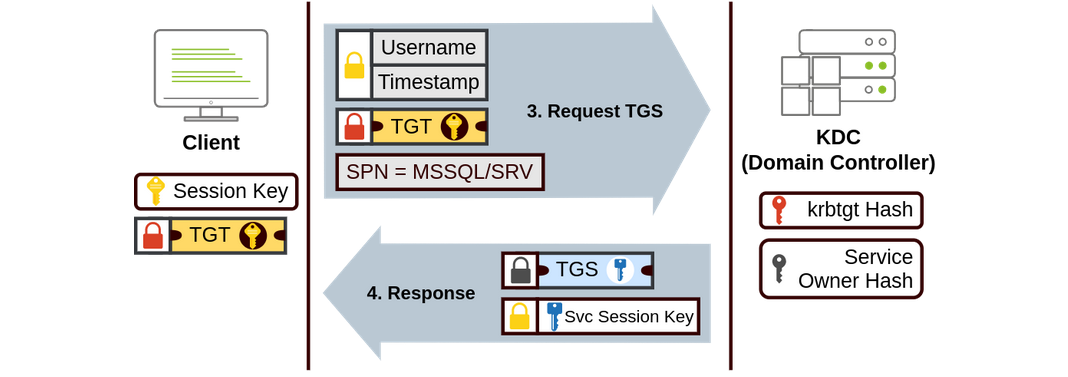 Client
Session Key
TGT
Username
Timestamp
TGT
SPN = MSSQL/SRV
3. Request TGS
4. Response
TGS
Svc Session Key
KDC
(Domain Controller)
krbtgt Hash
Service
Owner Hash